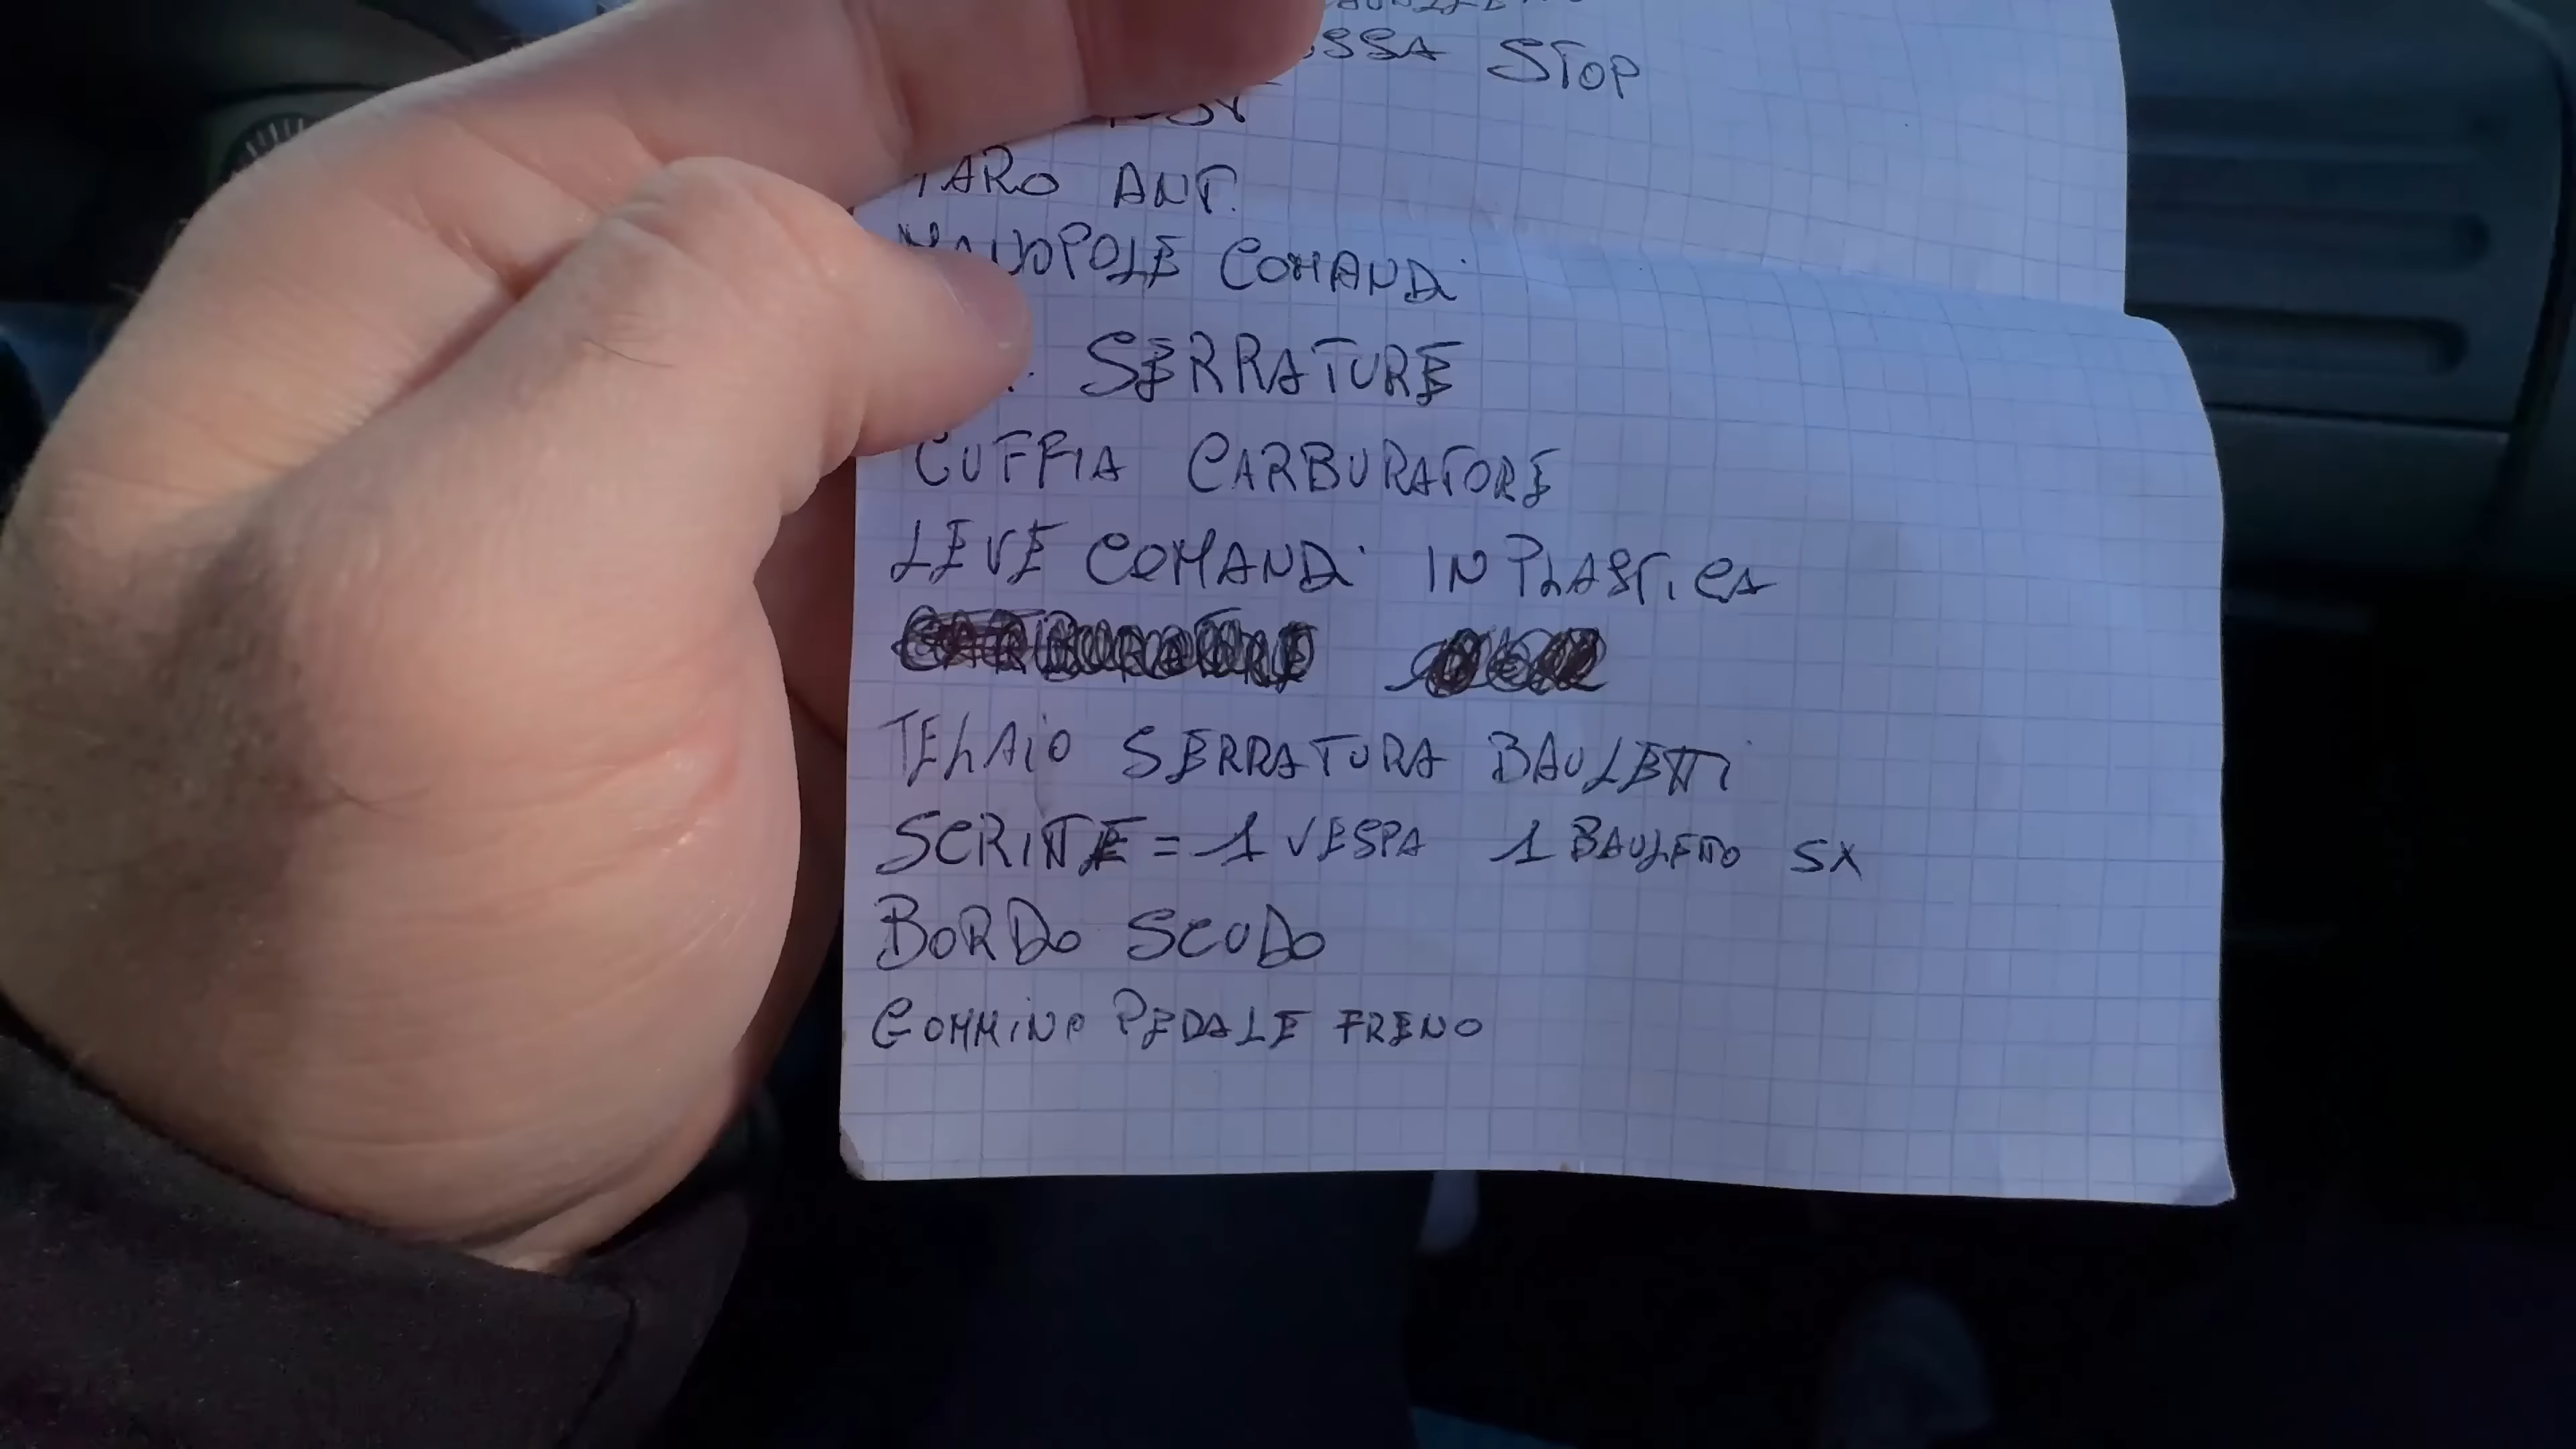 STOP
FARO ANT.
MANOPOLE COMANDi
SERRATURE
CUFFIA CARBURATORE
LEVE COMANDi IN PLASTiCA
TELAiO SERRATURA BAULETTi
SCRITTE = 1 VESPA 1 BAULETTO SX
BORDO SCUDO
GOMMiNO PEDALE FRENO